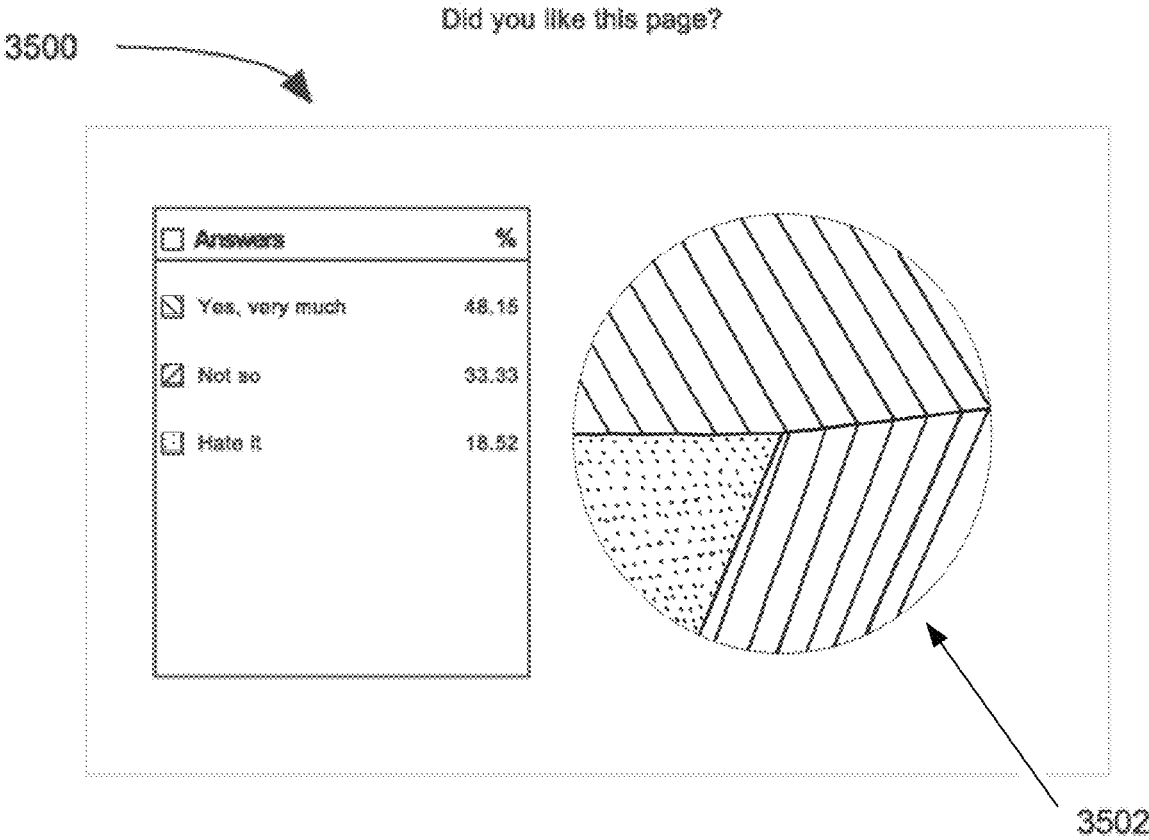 Did you like this page?
3500
Answers %
Yes, very much 48.15
Not so 33.33
Hate it 18.52
3502